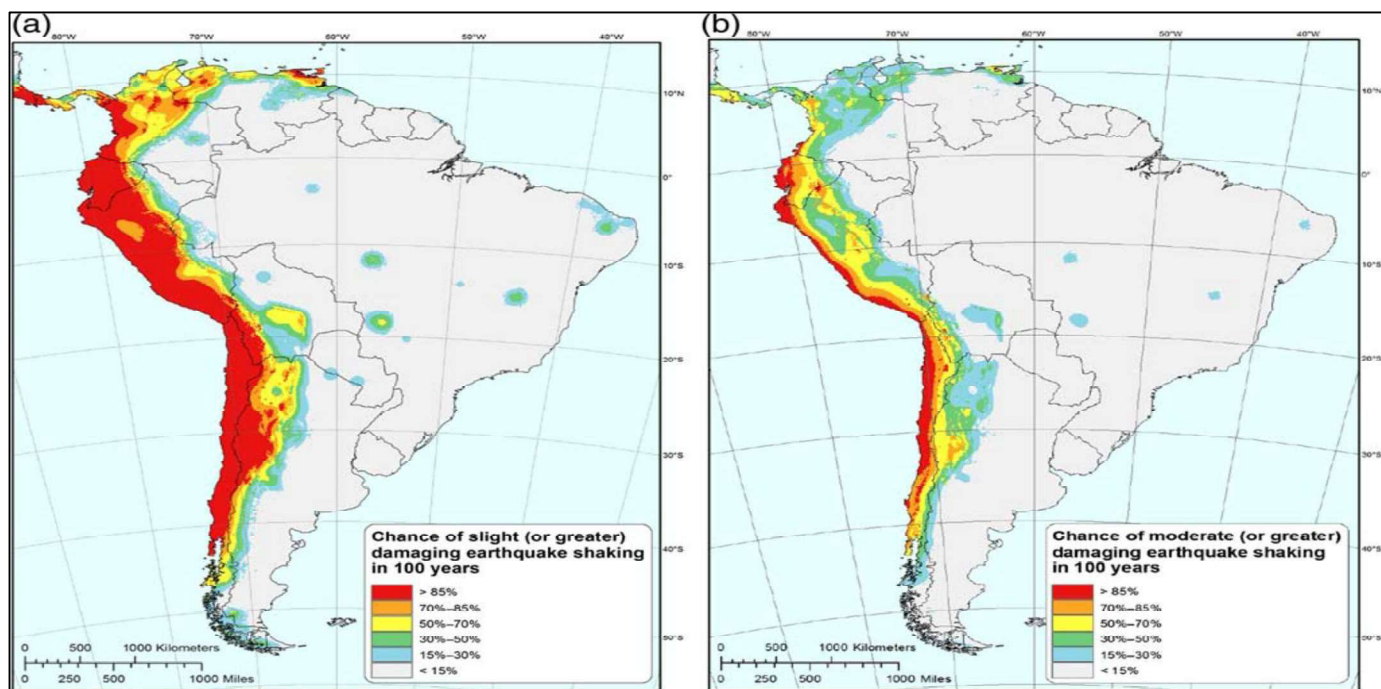 (a)
80°W 70°W 60°W 50°W 40°W
10°N
0°
10°S
20°S
30°S
40°S
50°S
Chance of slight (or greater)
damaging earthquake shaking
in 100 years
> 85%
70%–85%
50%–70%
30%–50%
15%–30%
< 15%
0 500 1000 Kilometers
0 250 500 1000 Miles
(b)
80°W 70°W 60°W 50°W 40°W
10°N
0°
10°S
20°S
30°S
40°S
50°S
Chance of moderate (or greater)
damaging earthquake shaking
in 100 years
> 85%
70%–85%
50%–70%
30%–50%
15%–30%
< 15%
0 500 1000 Kilometers
0 250 500 1000 Miles